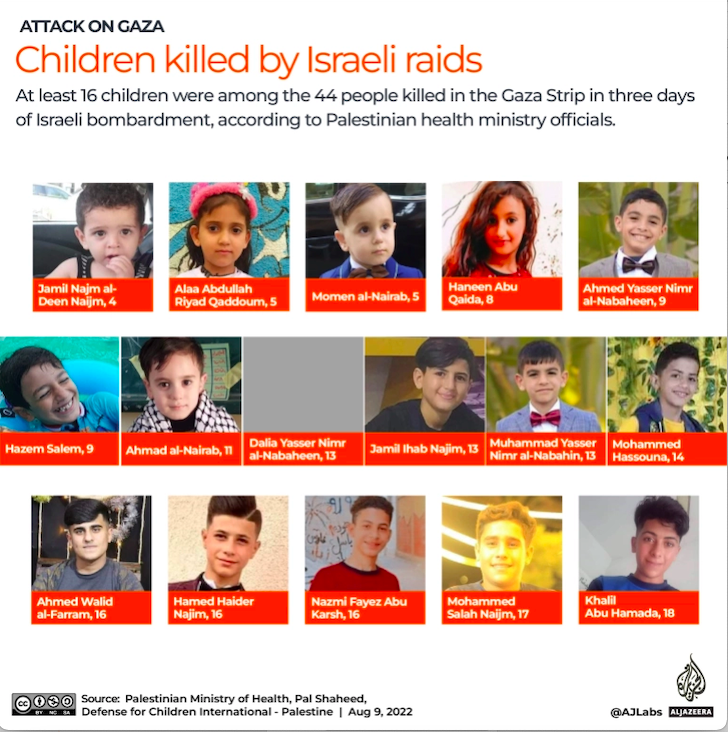 ATTACK ON GAZA
Children killed by Israeli raids
At least 16 children were among the 44 people killed in the Gaza Strip in three days
of Israeli bombardment, according to Palestinian health ministry officials.
Jamil Najm al-
Deen Naijm, 4
Alaa Abdullah
Riyad Qaddoum, 5
Momen al-Nairab, 5
Haneen Abu
Qaida, 8
Ahmed Yasser Nimr
al-Nabaheen, 9
Hazem Salem, 9
Ahmad al-Nairab, 11
Dalia Yasser Nimr
al-Nabaheen, 13
Jamil Ihab Najim, 13
Muhammad Yasser
Nimr al-Nabahin, 13
Mohammed
Hassouna, 14
Ahmed Walid
al-Farram, 16
Hamed Haider
Najim, 16
Nazmi Fayez Abu
Karsh, 16
Mohammed
Salah Naijm, 17
Khalil
Abu Hamada, 18
cc BY NC SA
Source: Palestinian Ministry of Health, Pal Shaheed,
Defense for Children International - Palestine | Aug 9, 2022
@AJLabs
ALJAZEERA